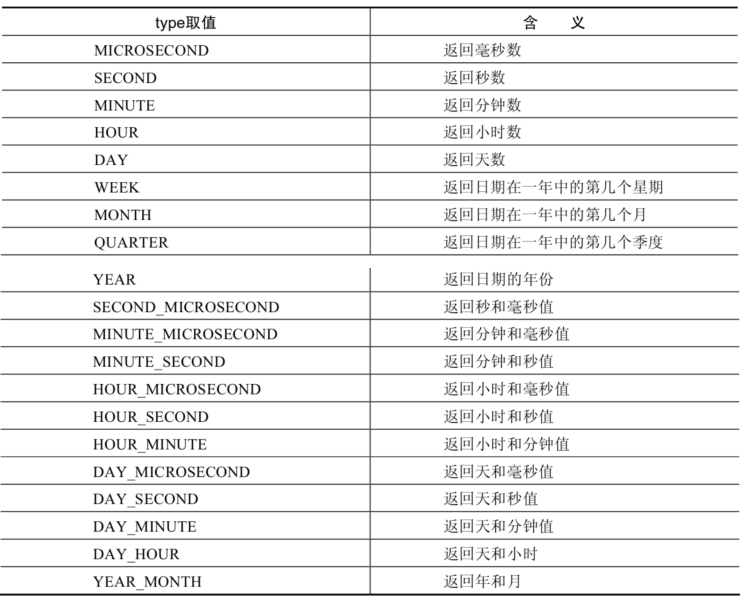 type取值 含 义
MICROSECOND 返回毫秒数
SECOND 返回秒数
MINUTE 返回分钟数
HOUR 返回小时数
DAY 返回天数
WEEK 返回日期在一年中的第几个星期
MONTH 返回日期在一年中的第几个月
QUARTER 返回日期在一年中的第几个季度
YEAR 返回日期的年份
SECOND_MICROSECOND 返回秒和毫秒值
MINUTE_MICROSECOND 返回分钟和毫秒值
MINUTE_SECOND 返回分钟和秒值
HOUR_MICROSECOND 返回小时和毫秒值
HOUR_SECOND 返回小时和秒值
HOUR_MINUTE 返回小时和分钟值
DAY_MICROSECOND 返回天和毫秒值
DAY_SECOND 返回天和秒值
DAY_MINUTE 返回天和分钟值
DAY_HOUR 返回天和小时
YEAR_MONTH 返回年和月